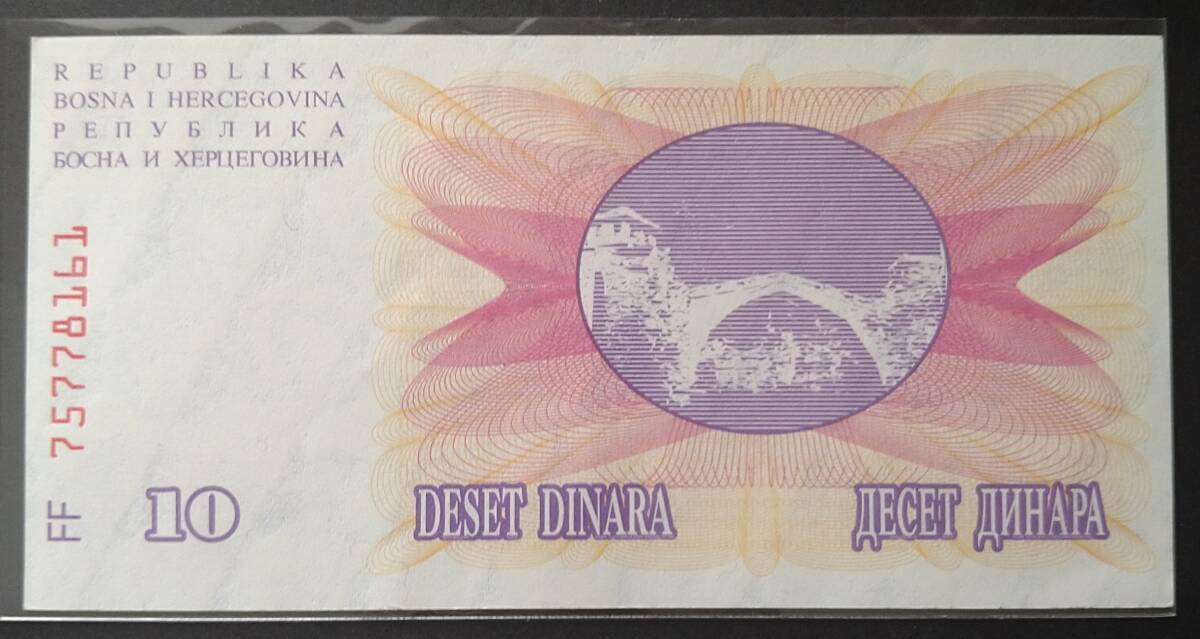 REPUBLIKA
BOSNA I HERCEGOVINA
РЕПУБЛИКА
БОСНА И ХЕРЦЕГОВИНА
FF 75778161
10
DESET DINARA
ДЕСЕТ ДИНАРА